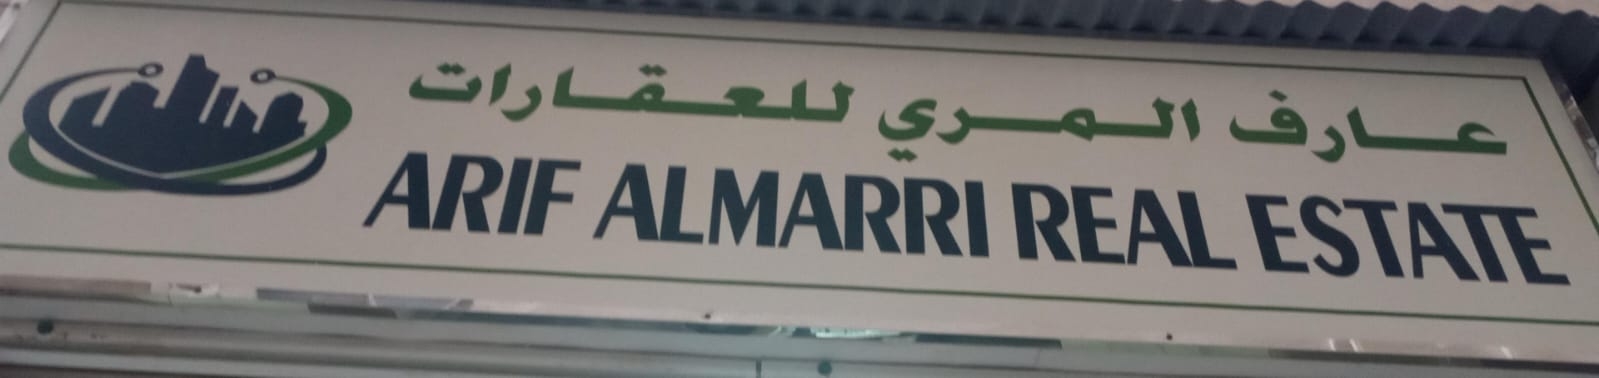 عارف المري للعقارات
ARIF ALMARRI REAL ESTATE